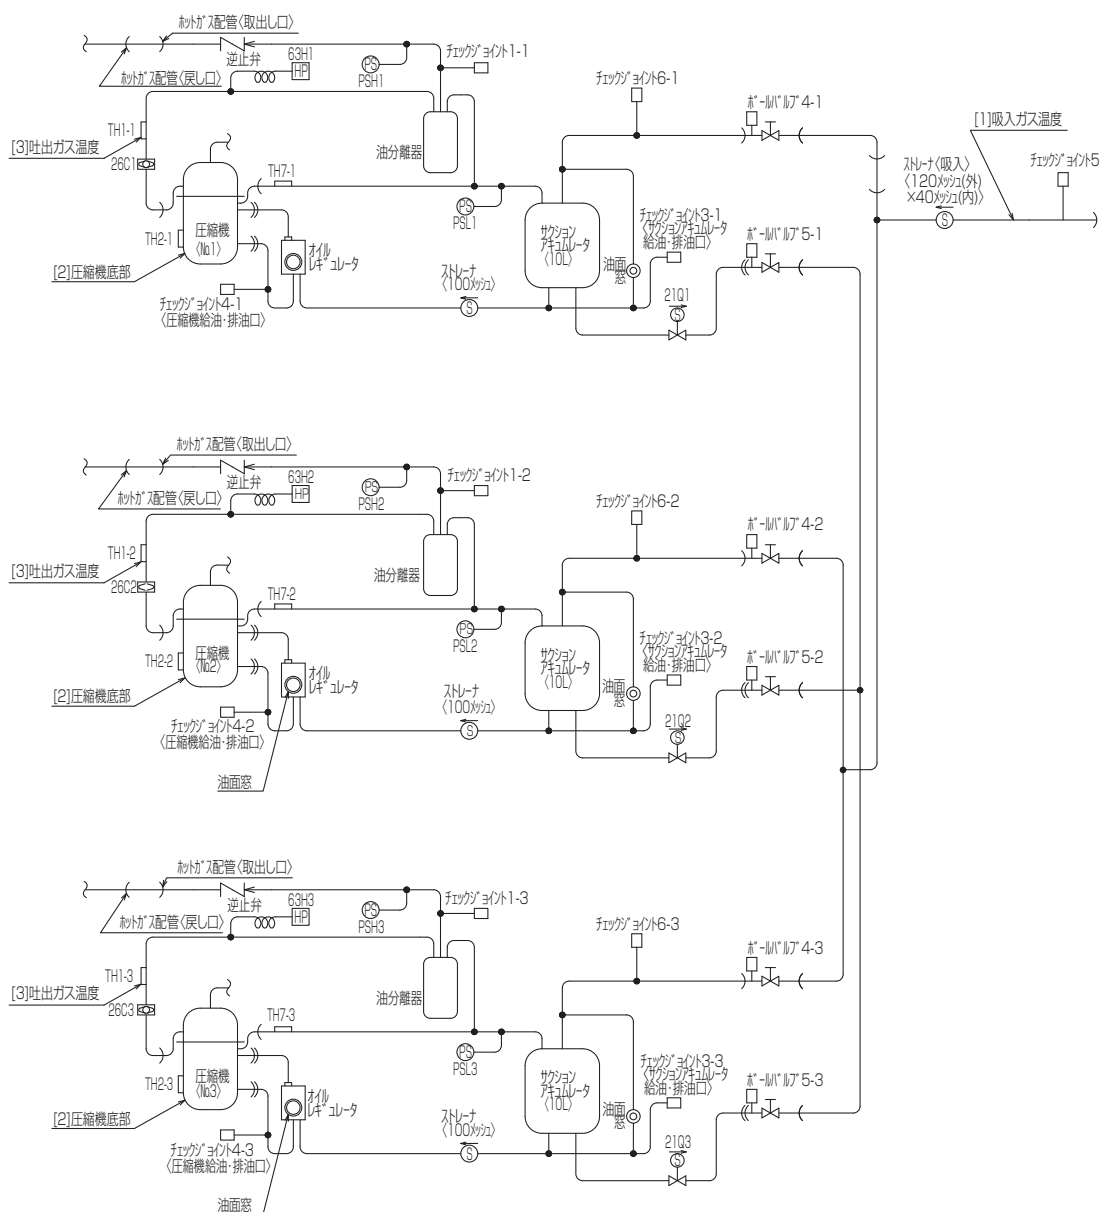 ホットガス配管〈取出し口〉
逆止弁
ホットガス配管〈戻し口〉
63H1
HP
PS
PSH1
チェックジョイント1-1
TH1-1
[3]吐出ガス温度
26C1
油分離器
TH7-1
PS
PSL1
圧縮機
〈No.1〉
TH2-1
[2]圧縮機底部
オイル
レギュレータ
チェックジョイント4-1
〈圧縮機給油・排油口〉
ストレーナ
〈100メッシュ〉
S
サクション
アキュムレータ
〈10L〉
油面
窓
チェックジョイント6-1
チェックジョイント3-1
〈サクションアキュムレータ
給油・排油口〉
21Q1
S
ボールバルブ4-1
ボールバルブ5-1
[1]吸入ガス温度
ストレーナ〈吸入〉
〈120メッシュ(外)
×40メッシュ(内)〉
S
チェックジョイント5
ホットガス配管〈取出し口〉
逆止弁
ホットガス配管〈戻し口〉
63H2
HP
PS
PSH2
チェックジョイント1-2
TH1-2
[3]吐出ガス温度
26C2
油分離器
TH7-2
PS
PSL2
圧縮機
〈No.2〉
TH2-2
[2]圧縮機底部
オイル
レギュレータ
チェックジョイント4-2
〈圧縮機給油・排油口〉
油面窓
ストレーナ
〈100メッシュ〉
S
サクション
アキュムレータ
〈10L〉
油面
窓
チェックジョイント6-2
チェックジョイント3-2
〈サクションアキュムレータ
給油・排油口〉
21Q2
S
ボールバルブ4-2
ボールバルブ5-2
ホットガス配管〈取出し口〉
逆止弁
ホットガス配管〈戻し口〉
63H3
HP
PS
PSH3
チェックジョイント1-3
TH1-3
[3]吐出ガス温度
26C3
油分離器
TH7-3
PS
PSL3
圧縮機
〈No.3〉
TH2-3
[2]圧縮機底部
オイル
レギュレータ
チェックジョイント4-3
〈圧縮機給油・排油口〉
油面窓
ストレーナ
〈100メッシュ〉
S
サクション
アキュムレータ
〈10L〉
油面
窓
チェックジョイント6-3
チェックジョイント3-3
〈サクションアキュムレータ
給油・排油口〉
21Q3
S
ボールバルブ4-3
ボールバルブ5-3